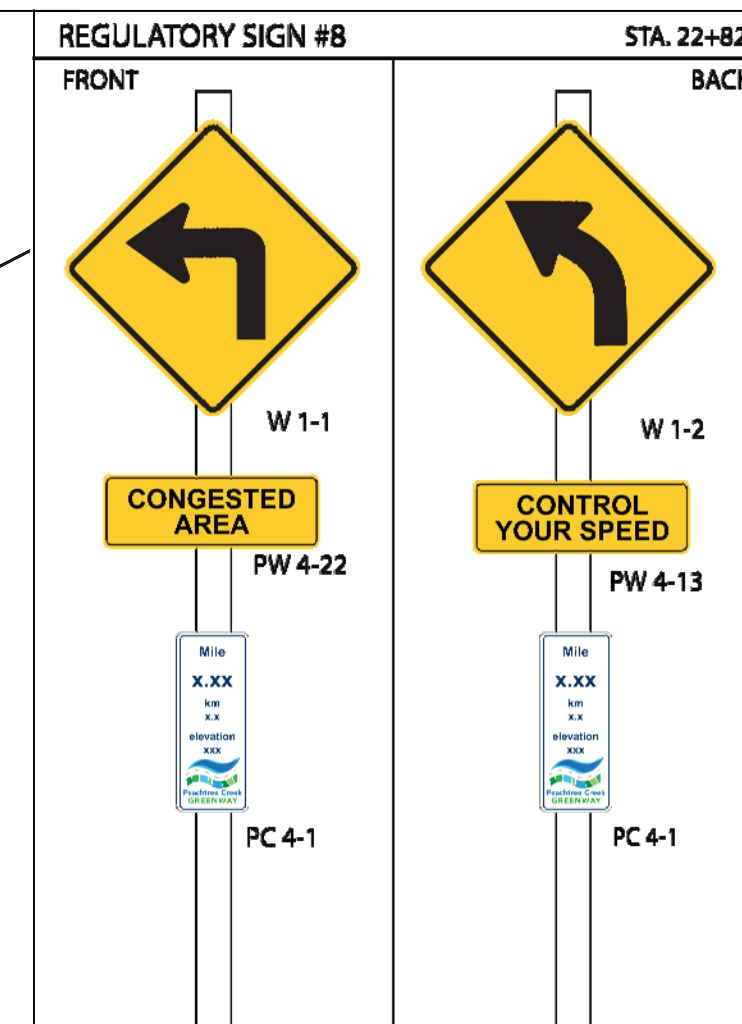 REGULATORY SIGN #8
STA. 22+82
FRONT
W 1-1
CONGESTED
AREA
PW 4-22
Mile
x.xx
km
x.x
elevation
xxx
Peachtree Creek
GREENWAY
PC 4-1
BACK
W 1-2
CONTROL
YOUR SPEED
PW 4-13
Mile
x.xx
km
x.x
elevation
xxx
Peachtree Creek
GREENWAY
PC 4-1